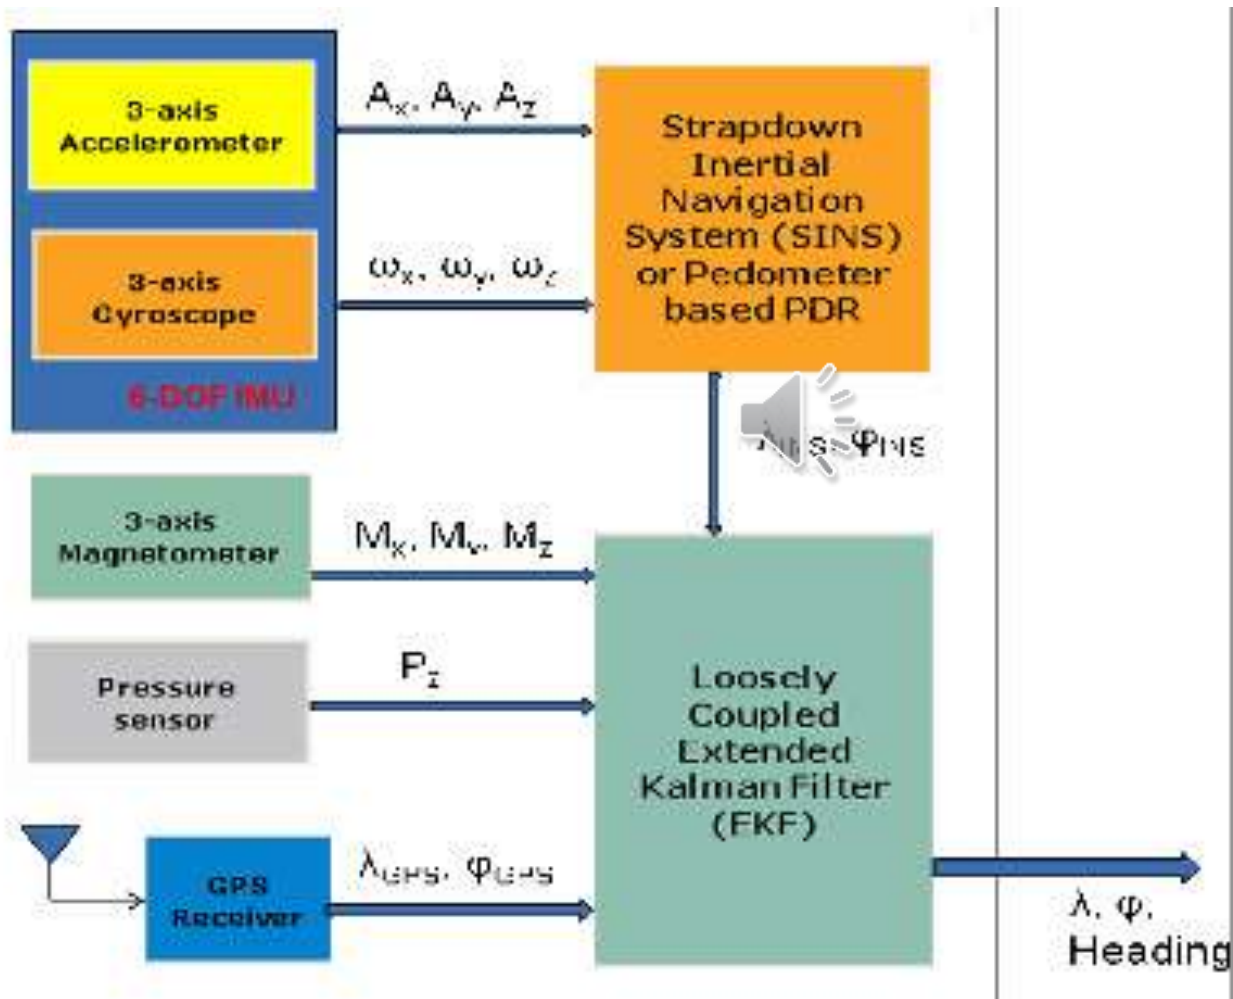 3-axis
Accelerometer
Ax, Ay, Az
Strapdown
Inertial
Navigation
System (SINS)
or Pedometer
based PDR
3-axis
Gyroscope
ωx, ωy, ωz
6-DOF IMU
φINS
3-axis
Magnetometer
Mx, My, Mz
Pressure
sensor
Pz
Loosely
Coupled
Extended
Kalman Filter
(EKF)
GPS
Receiver
λGPS, φGPS
λ, φ,
Heading